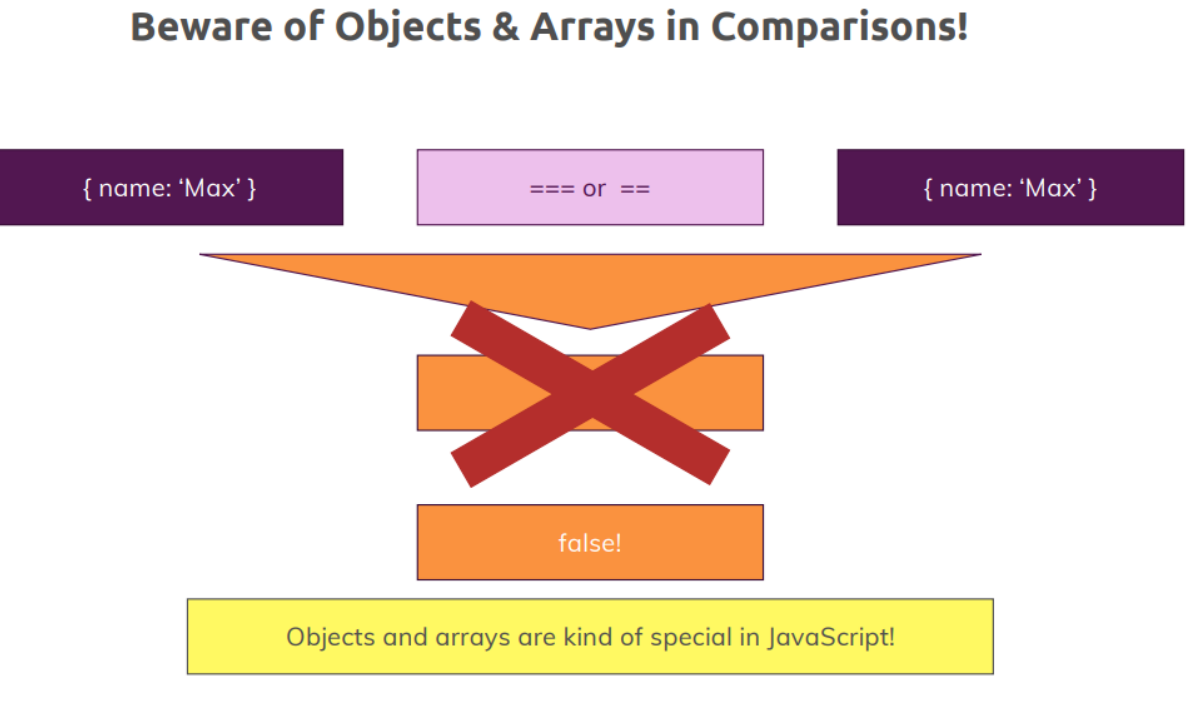 Beware of Objects & Arrays in Comparisons!
{ name: ‘Max’ }
=== or ==
{ name: ‘Max’ }
false!
Objects and arrays are kind of special in JavaScript!